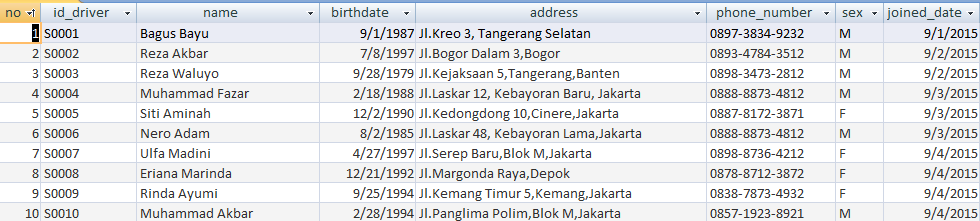 no id_driver name birthdate address phone_number sex joined_date
1 S0001 Bagus Bayu 9/1/1987 Jl.Kreo 3, Tangerang Selatan 0897-3834-9232 M 9/1/2015
2 S0002 Reza Akbar 7/8/1997 Jl.Bogor Dalam 3,Bogor 0893-4784-3512 M 9/2/2015
3 S0003 Reza Waluyo 9/28/1979 Jl.Kejaksaan 5,Tangerang,Banten 0898-3473-2812 M 9/2/2015
4 S0004 Muhammad Fazar 2/18/1988 Jl.Laskar 12, Kebayoran Baru, Jakarta 0888-8873-4812 M 9/3/2015
5 S0005 Siti Aminah 12/2/1990 Jl.Kedongdong 10,Cinere,Jakarta 0887-8172-3871 F 9/3/2015
6 S0006 Nero Adam 8/2/1985 Jl.Laskar 48, Kebayoran Lama,Jakarta 0888-8873-4812 M 9/3/2015
7 S0007 Ulfa Madini 4/27/1997 Jl.Serep Baru,Blok M,Jakarta 0898-8736-4212 F 9/4/2015
8 S0008 Eriana Marinda 12/21/1992 Jl.Margonda Raya,Depok 0878-8712-3872 F 9/4/2015
9 S0009 Rinda Ayumi 9/25/1994 Jl.Kemang Timur 5,Kemang,Jakarta 0838-7873-4932 F 9/4/2015
10 S0010 Muhammad Akbar 2/28/1994 Jl.Panglima Polim,Blok M,Jakarta 0857-1923-8921 M 9/4/2015